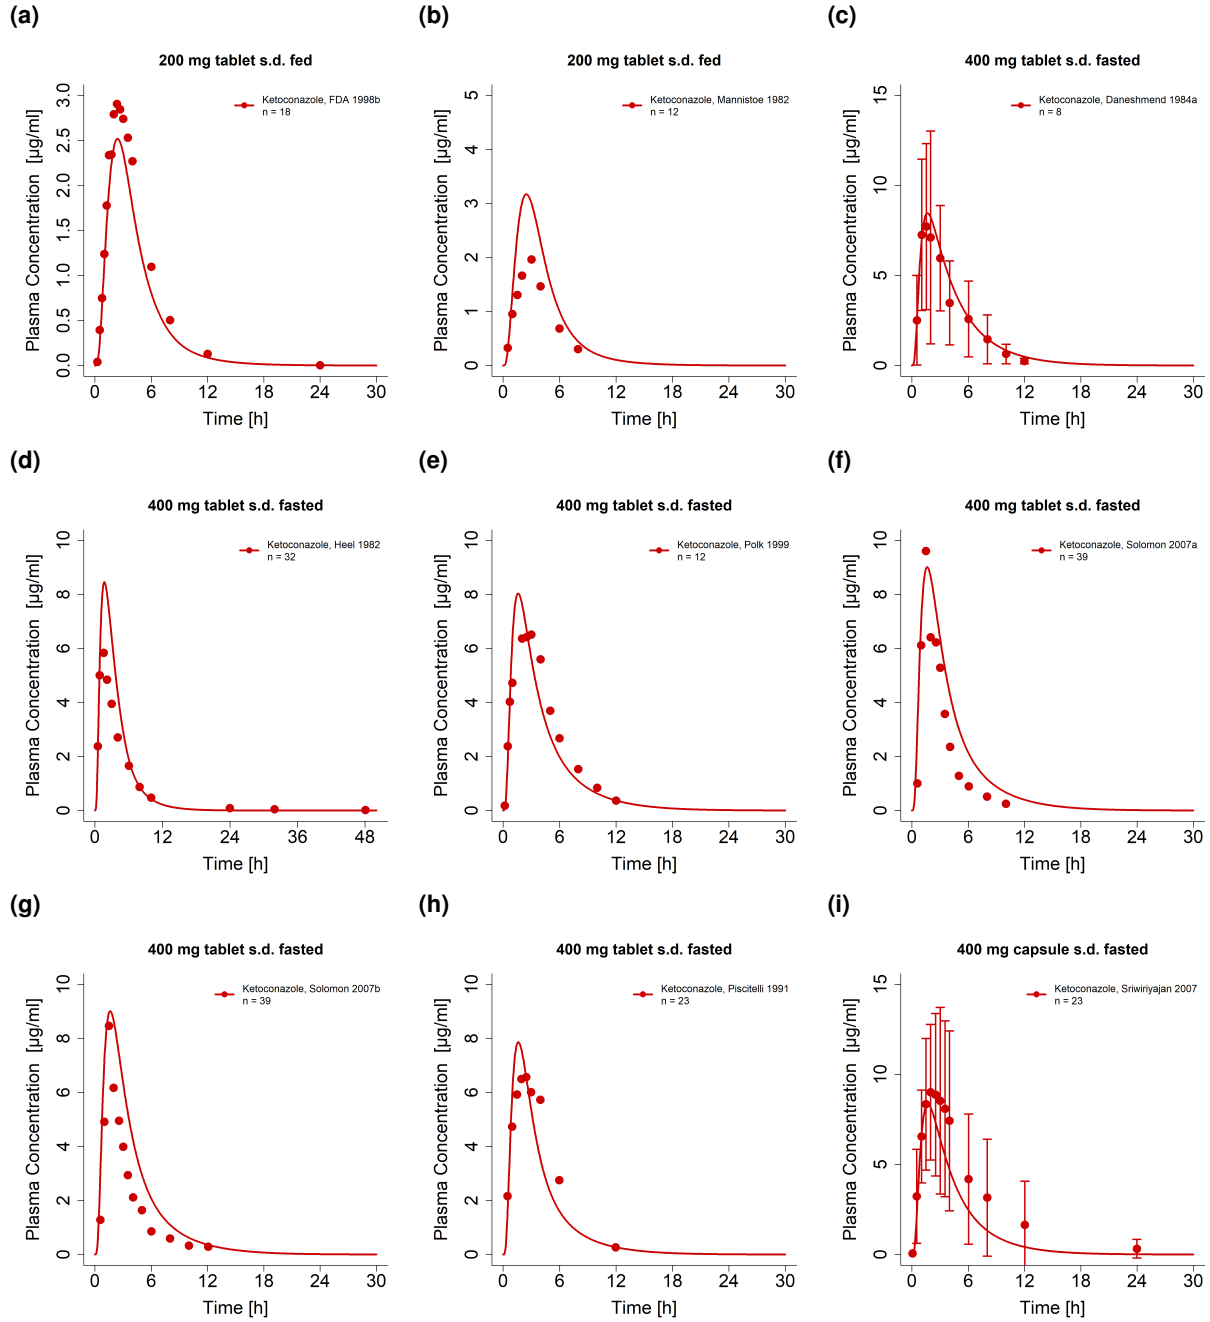 (a)
200 mg tablet s.d. fed
Ketoconazole, FDA 1998b
n = 18
Plasma Concentration [µg/ml]
0.0 0.5 1.0 1.5 2.0 2.5 3.0
0 6 12 18 24 30
Time [h]
(b)
200 mg tablet s.d. fed
Ketoconazole, Mannistoe 1982
n = 12
Plasma Concentration [µg/ml]
0 1 2 3 4 5
0 6 12 18 24 30
Time [h]
(c)
400 mg tablet s.d. fasted
Ketoconazole, Daneshmend 1984a
n = 8
Plasma Concentration [µg/ml]
0 5 10 15
0 6 12 18 24 30
Time [h]
(d)
400 mg tablet s.d. fasted
Ketoconazole, Heel 1982
n = 32
Plasma Concentration [µg/ml]
0 2 4 6 8 10
0 12 24 36 48
Time [h]
(e)
400 mg tablet s.d. fasted
Ketoconazole, Polk 1999
n = 12
Plasma Concentration [µg/ml]
0 2 4 6 8 10
0 6 12 18 24 30
Time [h]
(f)
400 mg tablet s.d. fasted
Ketoconazole, Solomon 2007a
n = 39
Plasma Concentration [µg/ml]
0 2 4 6 8 10
0 6 12 18 24 30
Time [h]
(g)
400 mg tablet s.d. fasted
Ketoconazole, Solomon 2007b
n = 39
Plasma Concentration [µg/ml]
0 2 4 6 8 10
0 6 12 18 24 30
Time [h]
(h)
400 mg tablet s.d. fasted
Ketoconazole, Piscitelli 1991
n = 23
Plasma Concentration [µg/ml]
0 2 4 6 8 10
0 6 12 18 24 30
Time [h]
(i)
400 mg capsule s.d. fasted
Ketoconazole, Sriwiriyajan 2007
n = 23
Plasma Concentration [µg/ml]
0 5 10 15
0 6 12 18 24 30
Time [h]